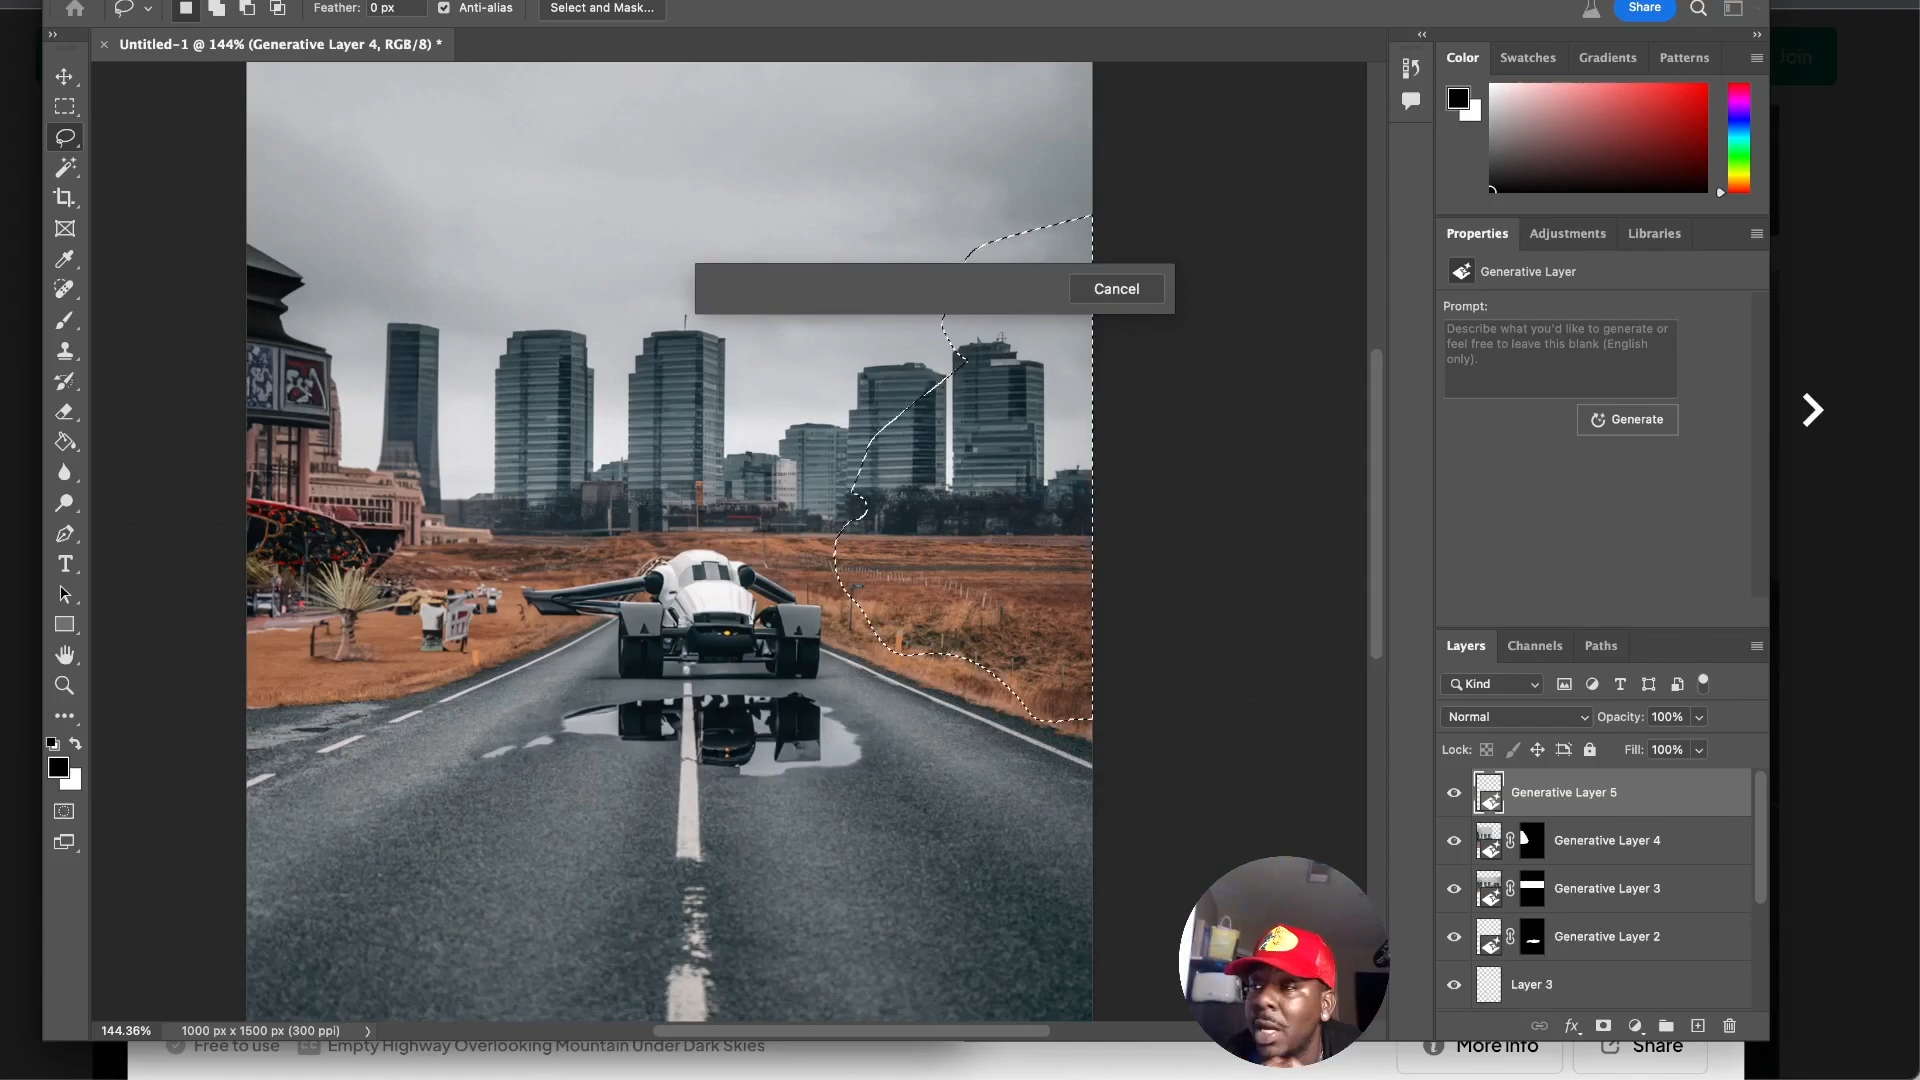 Feather: 0 px Anti-alias Select and Mask... Share
Untitled-1 @ 144% (Generative Layer 4, RGB/8) *
Join
Color Swatches Gradients Patterns
Properties Adjustments Libraries
Generative Layer
Cancel
Prompt:
Describe what you'd like to generate or
feel free to leave this blank (English
only).
Generate
Layers Channels Paths
Kind
Normal Opacity: 100%
Lock: Fill: 100%
Generative Layer 5
Generative Layer 4
Generative Layer 3
Generative Layer 2
Layer 3
144.36% 1000 px x 1500 px (300 ppi)
Free to use CC Empty Highway Overlooking Mountain Under Dark Skies More info Share